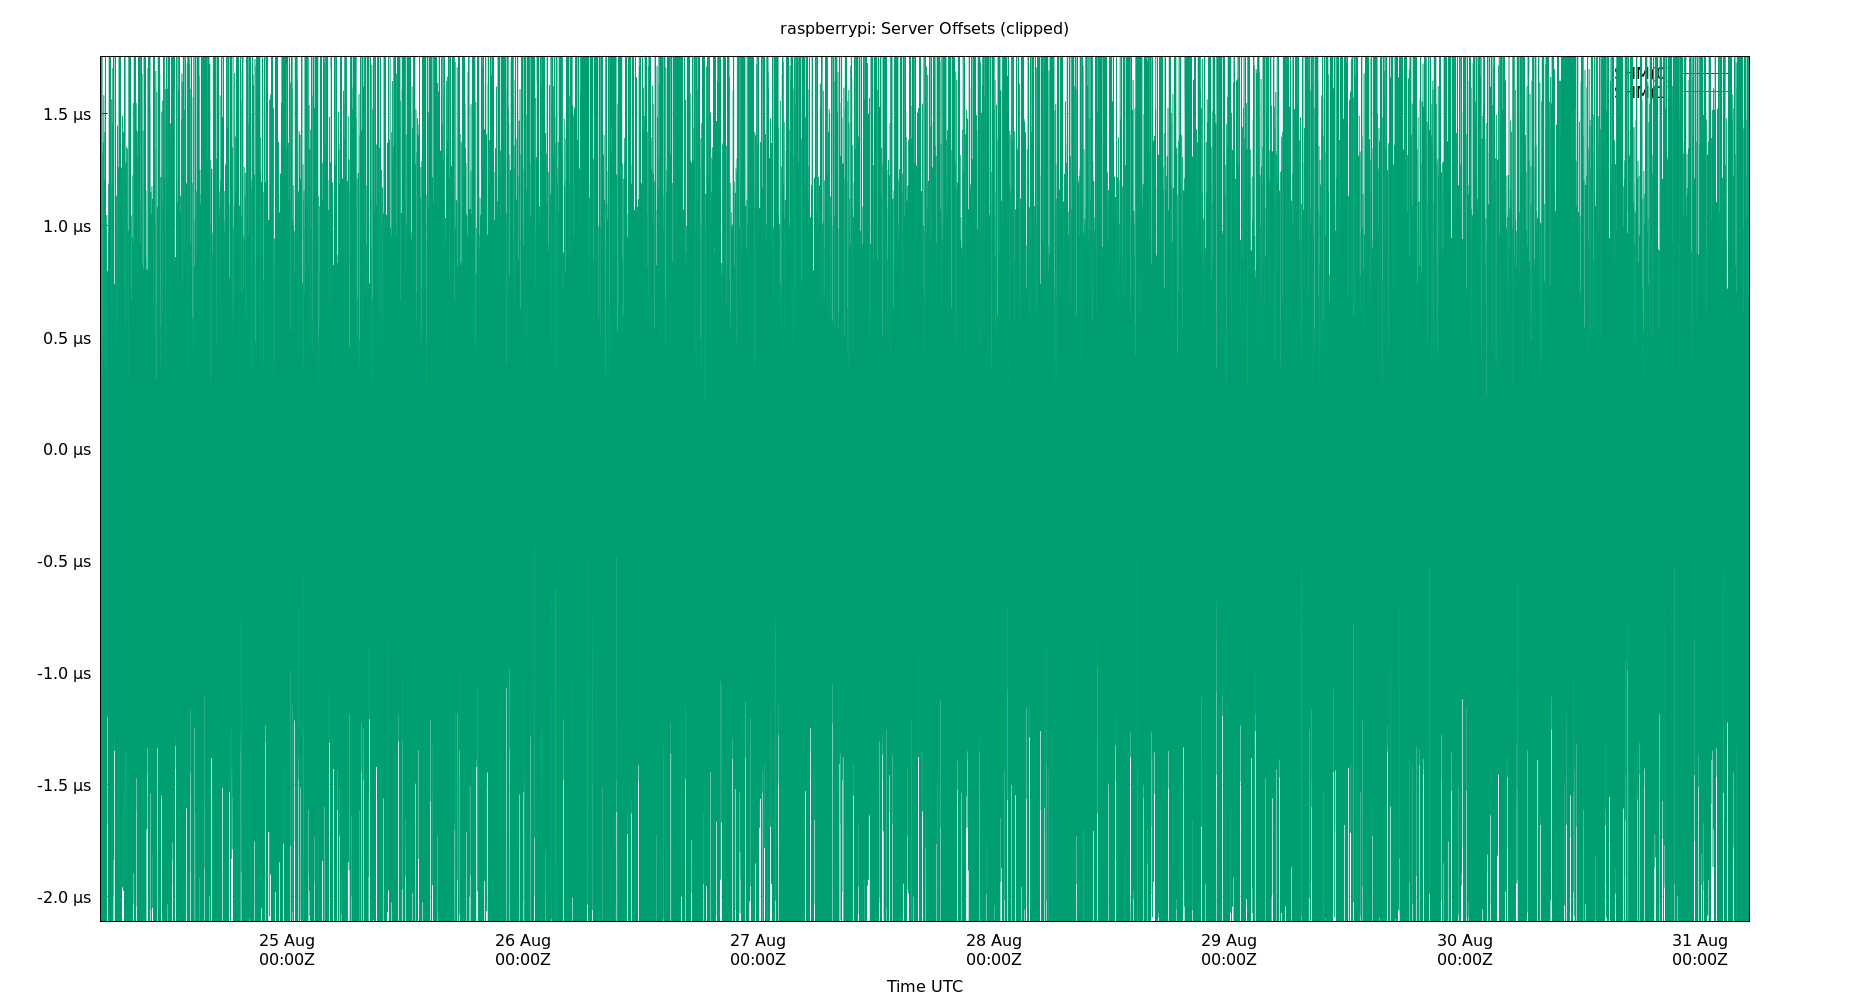 raspberrypi: Server Offsets (clipped)
1.5 µs
1.0 µs
0.5 µs
0.0 µs
-0.5 µs
-1.0 µs
-1.5 µs
-2.0 µs
25 Aug 26 Aug 27 Aug 28 Aug 29 Aug 30 Aug 31 Aug
00:00Z 00:00Z 00:00Z 00:00Z 00:00Z 00:00Z 00:00Z
Time UTC